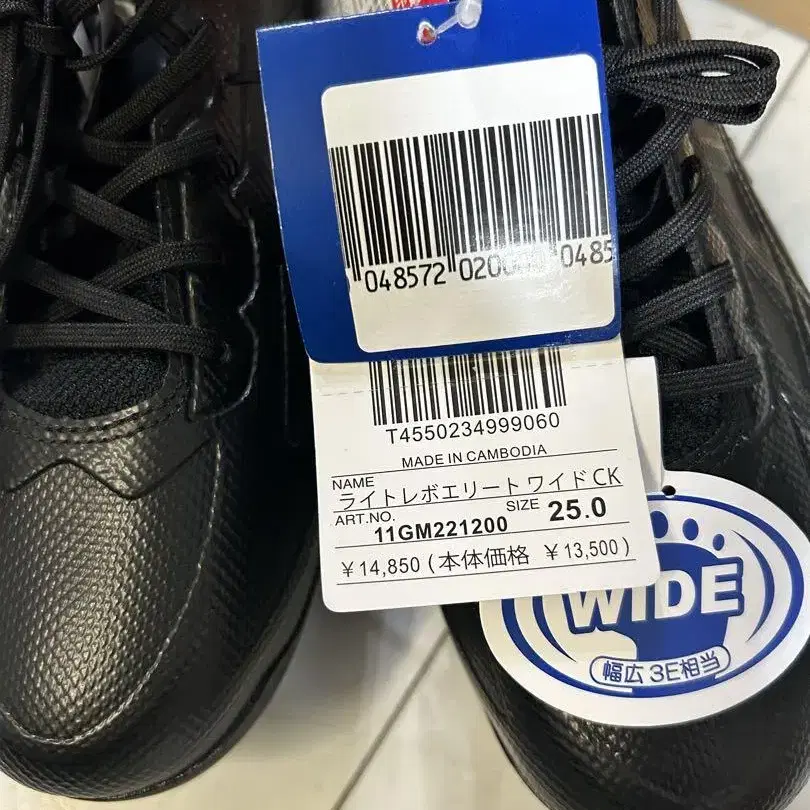 048572
020
0485
T4550234999060
MADE IN CAMBODIA
NAME
ライトレボエリート ワイド CK
ART.NO. 11GM221200 SIZE 25.0
￥14,850 (本体価格 ￥13,500)
WIDE
幅広 3E相当